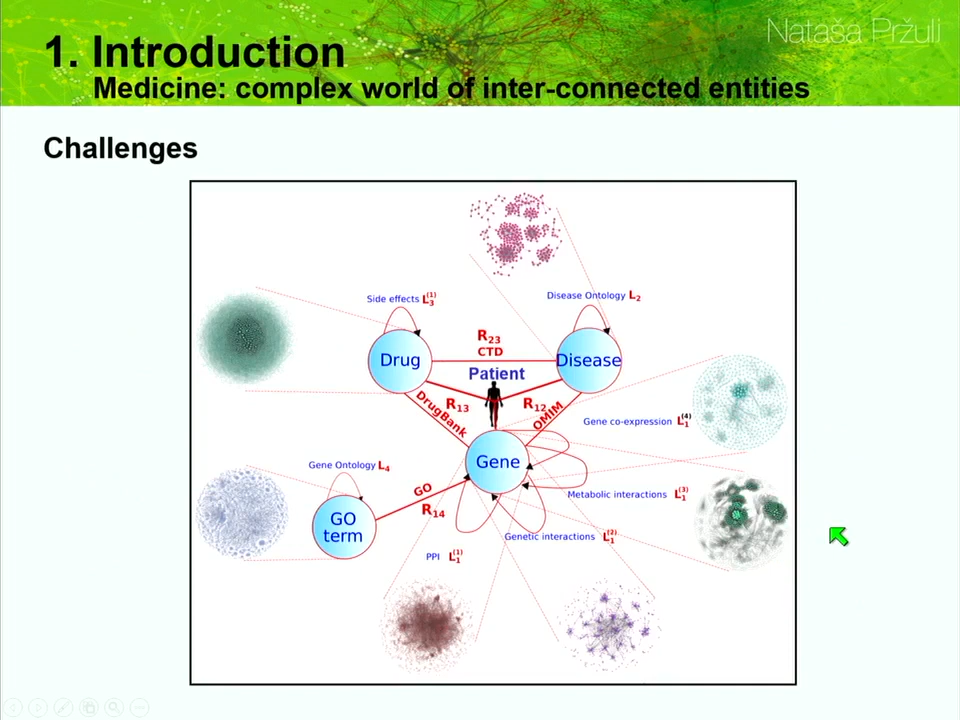 Nataša Pržulj
1. Introduction
Medicine: complex world of inter-connected entities
Challenges
Side effects L3(1)
Disease Ontology L2
R23
CTD
Drug
Disease
Patient
R13
R12
DrugBank
OMIM
Gene co-expression L1(4)
Gene Ontology L4
Gene
GO
R14
Metabolic interactions L1(3)
GO
term
Genetic interactions L1(2)
PPI L1(1)